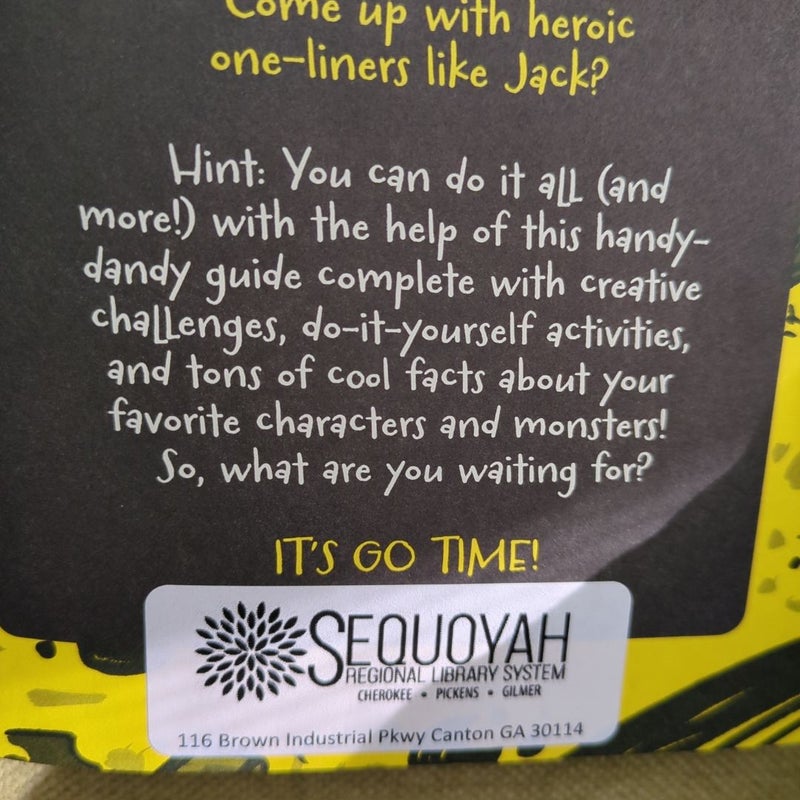 Come up with heroic
one-liners like Jack?
Hint: You can do it all (and
more!) with the help of this handy-
dandy guide complete with creative
challenges, do-it-yourself activities,
and tons of cool facts about your
favorite characters and monsters!
So, what are you waiting for?
IT'S GO TIME!
SEQUOYAH
REGIONAL LIBRARY SYSTEM
CHEROKEE • PICKENS • GILMER
116 Brown Industrial Pkwy Canton GA 30114